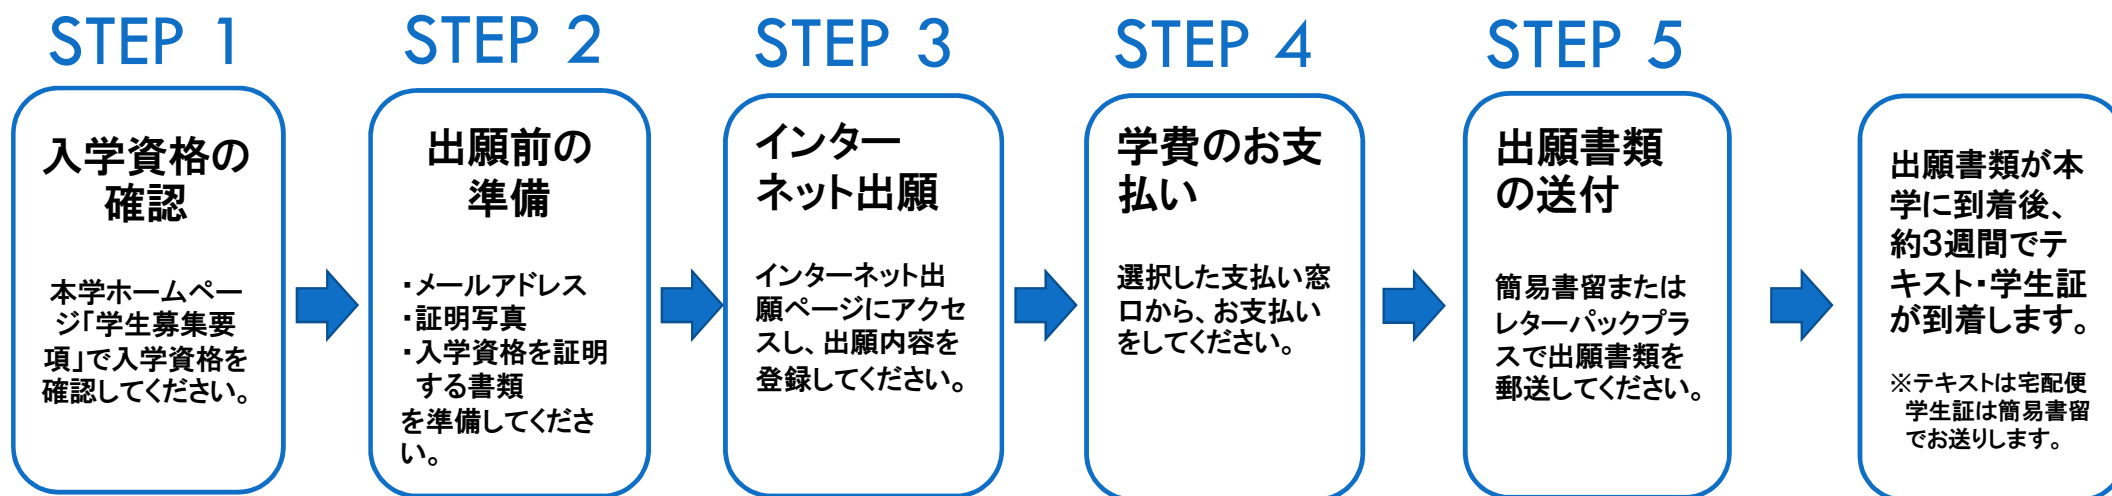 STEP 1
入学資格の
確認
本学ホームペー
ジ「学生募集要
項」で入学資格を
確認してください。
STEP 2
出願前の
準備
・メールアドレス
・証明写真
・入学資格を証明
する書類
を準備してくださ
い。
STEP 3
インター
ネット出願
インターネット出
願ページにアクセ
スし、出願内容を
登録してください。
STEP 4
学費のお支
払い
選択した支払い窓
口から、お支払い
をしてください。
STEP 5
出願書類
の送付
簡易書留または
レターパックプラ
スで出願書類を
郵送してください。
出願書類が本
学に到着後、
約3週間でテ
キスト・学生証
が到着します。
※テキストは宅配便
学生証は簡易書留
でお送りします。